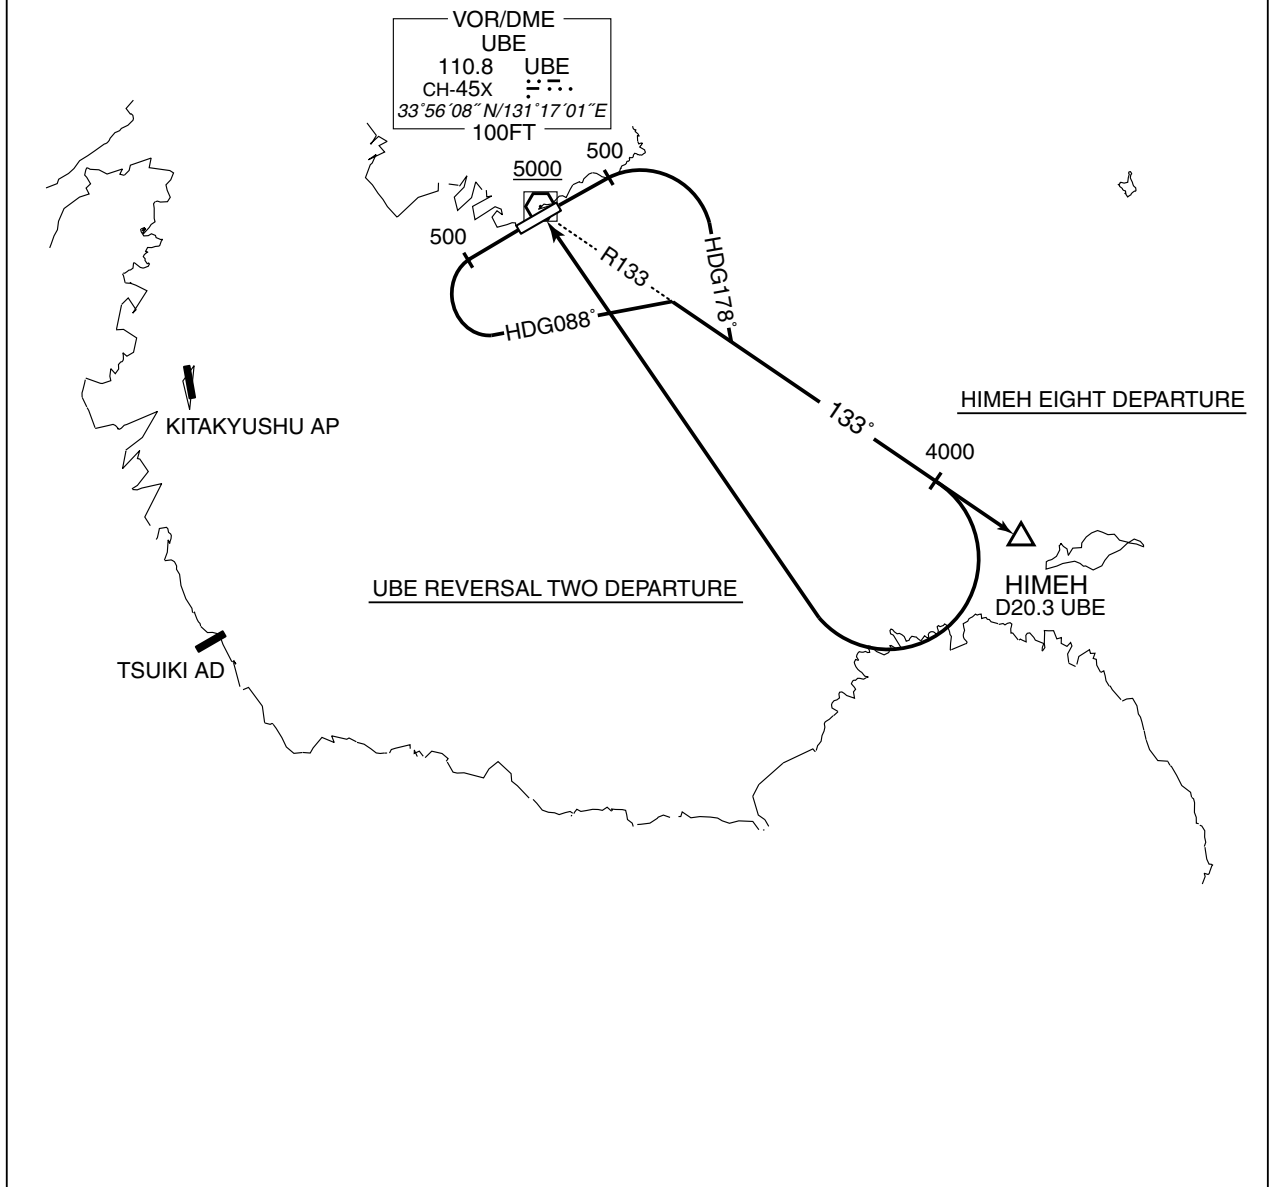 VOR/DME
UBE
110.8 UBE
CH-45X
33°56′08″N/131°17′01″E
100FT
500
5000
500
R133
HDG178°
HDG088°
HIMEH EIGHT DEPARTURE
133°
KITAKYUSHU AP
4000
UBE REVERSAL TWO DEPARTURE
HIMEH
D20.3 UBE
TSUIKI AD